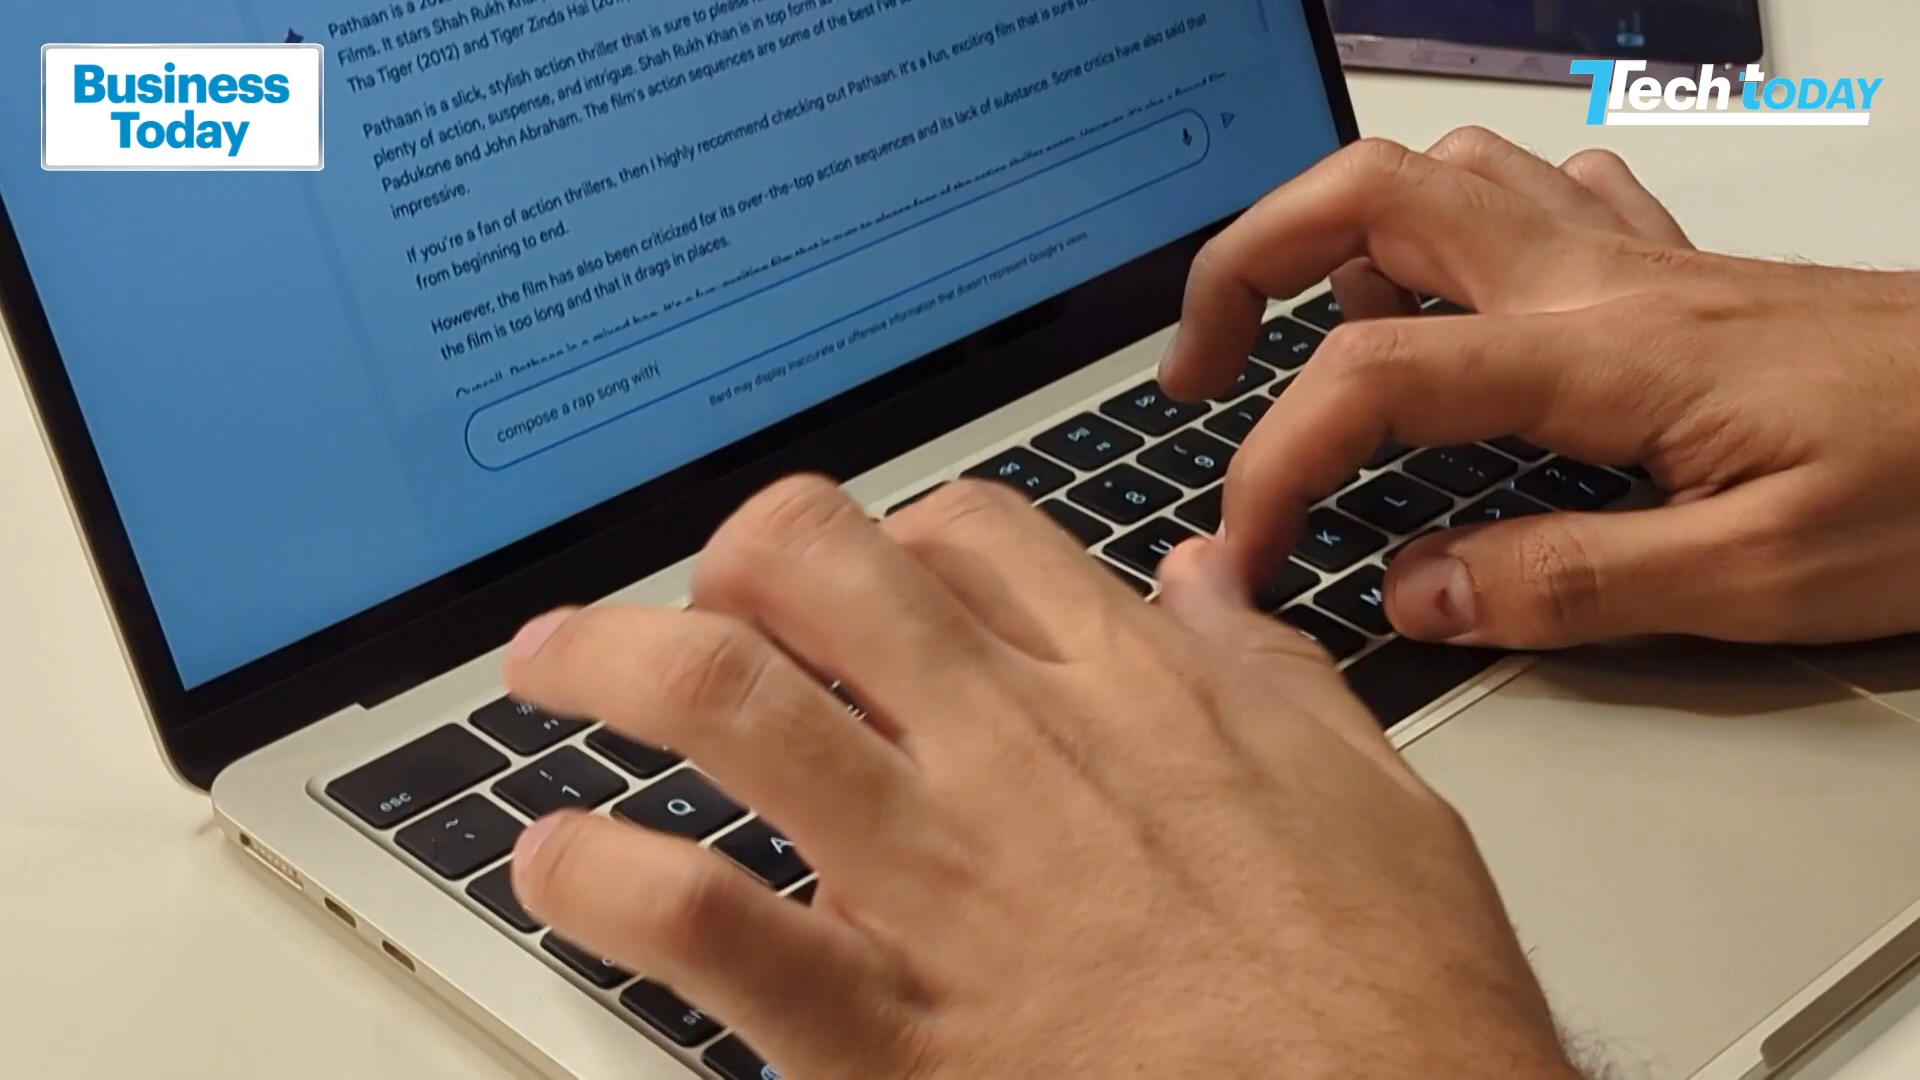 Business
Today
Tech today
Pathaan is a
Films. It stars Shah Rukh
Tha Tiger (2012) and Tiger Zinda Hai
Pathaan is a slick, stylish action thriller that is sure to please
plenty of action, suspense, and intrigue. Shah Rukh Khan is in top form
Padukone and John Abraham. The film's action sequences are some of the best I've
impressive.
If you're a fan of action thrillers, then I highly recommend checking out Pathaan. It's a fun, exciting film that is sure to
from beginning to end.
However, the film has also been criticized for its over-the-top action sequences and its lack of substance. Some critics have also said that
the film is too long and that it drags in places.
compose a rap song with
Bard may display inaccurate or offensive information that doesn't represent Google's views.
esc
1
Q
A
8
9
U
K
L
M